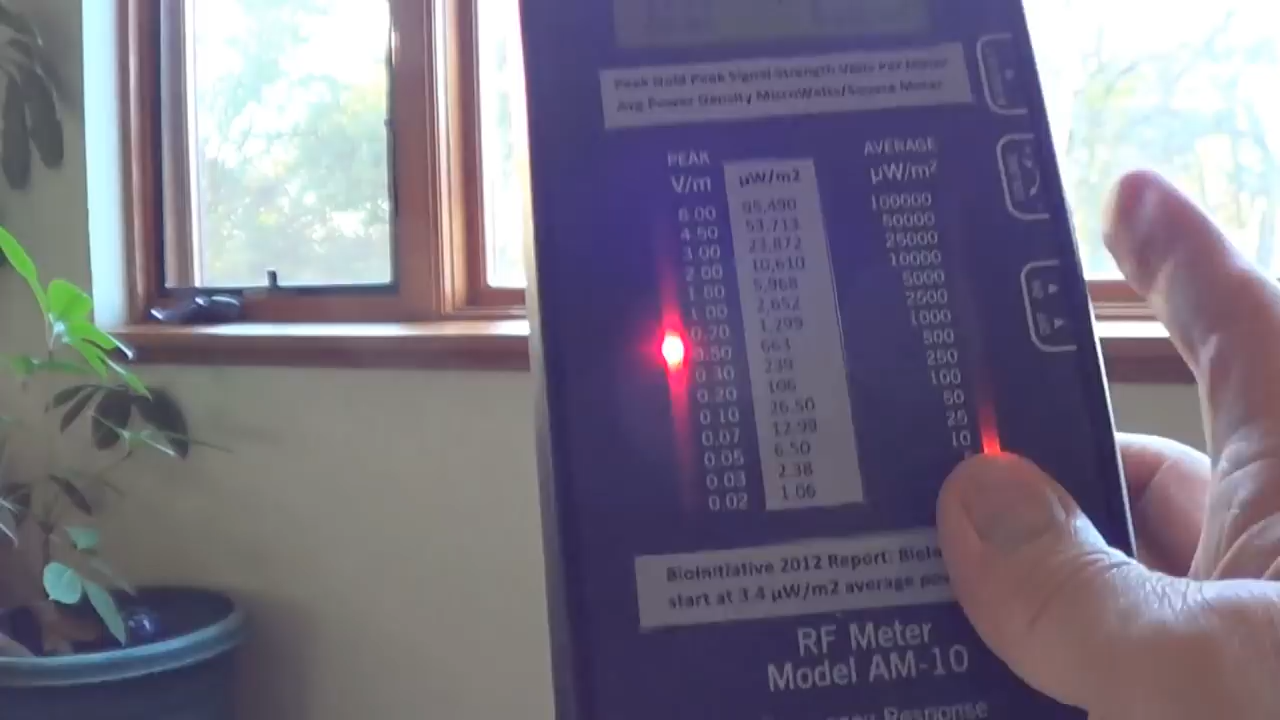 Peak Hold Peak Signal Strength Volts Per Meter
Avg Power Density MicroWatts/Square Meter
PEAK AVERAGE
V/m µW/m2 µW/m²
6.00 95,490 100000
4.50 53,713 50000
3.00 23,872 25000
2.00 10,610 10000
1.50 5,968 5000
1.00 2,652 2500
0.70 1,299 1000
0.50 663 500
0.30 239 250
0.20 106 100
0.10 26.50 50
0.07 12.99 25
0.05 6.50 10
0.03 2.38
0.02 1.06
BioInitiative 2012 Report:
start at 3.4 µW/m2 average
RF Meter
Model AM-10
Response